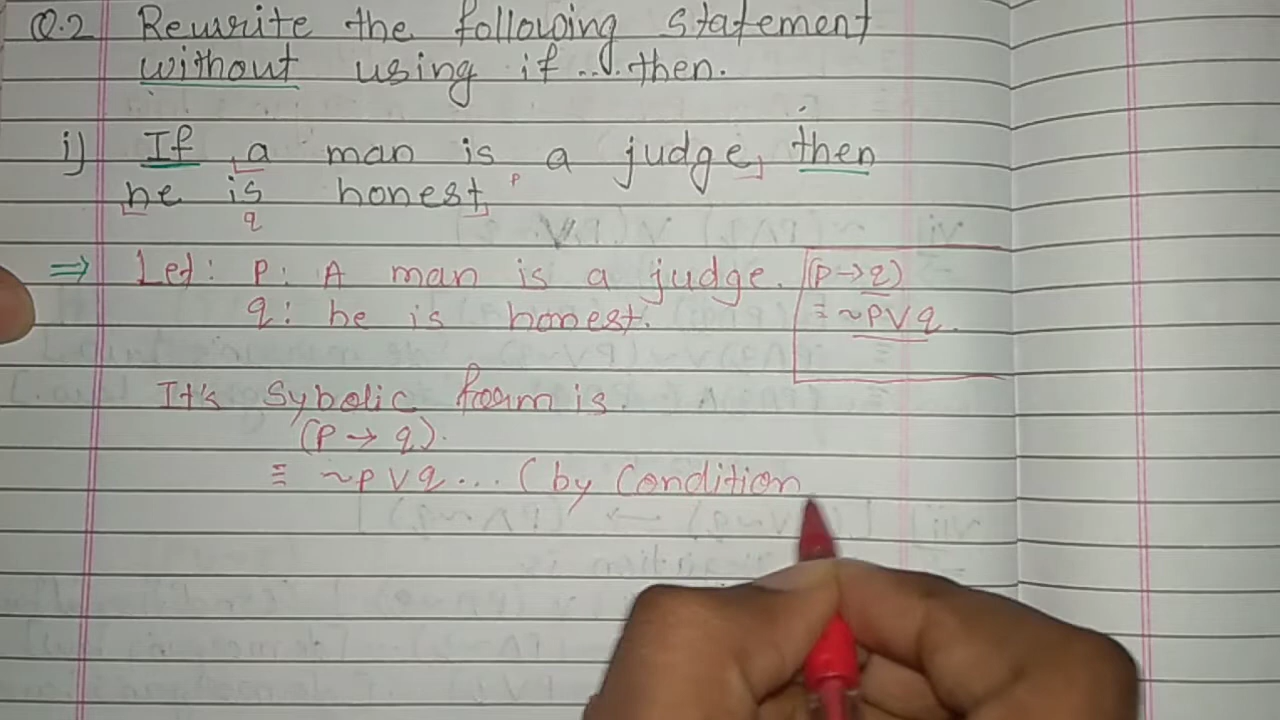 Q.2 Rewrite the following statement
without using if ... then.
i) If a man is a judge, then
he is honest
p
q
⇒ Let: P: A man is a judge.
q: he is honest.
(P → q)
≡ ~P∨q.
It's Sybolic form is.
(P → q).
≡ ~p∨q... (by Condition